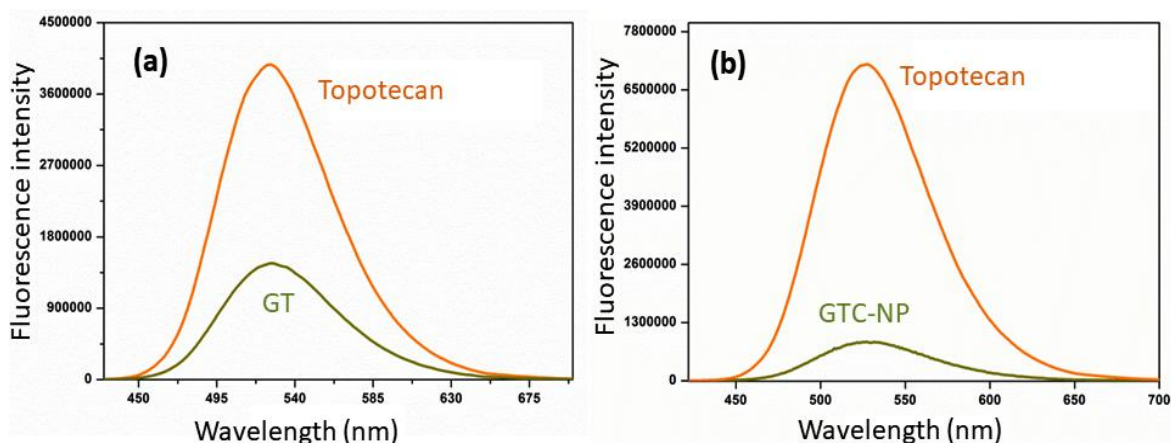 (a)
Topotecan
GT
4500000
3600000
2700000
1800000
900000
0
450 495 540 585 630 675
Fluorescence intensity
Wavelength (nm)
(b)
Topotecan
GTC-NP
7800000
6500000
5200000
3900000
2600000
1300000
0
450 500 550 600 650 700
Fluorescence intensity
Wavelength (nm)